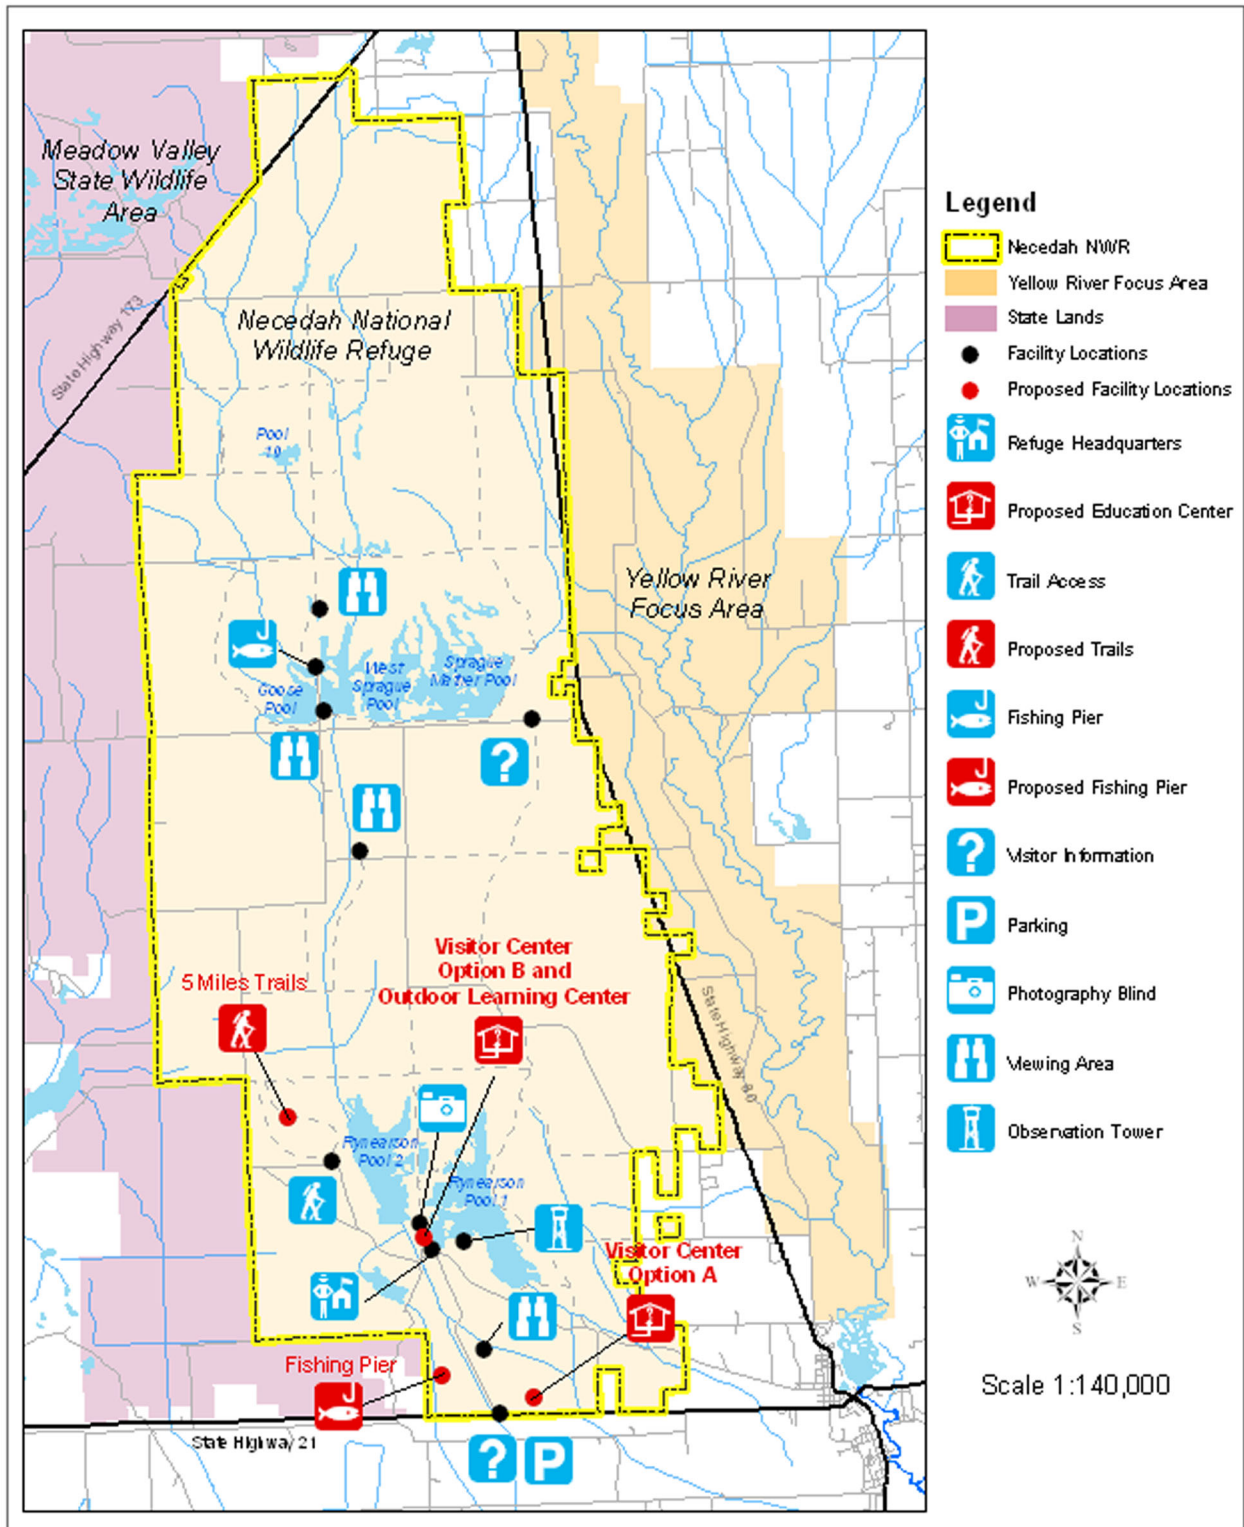 Meadow Valley
State Wildlife
Area
State Highway 173
Necedah National
Wildlife Refuge
Pool
19
Yellow River
Focus Area
Goose
Pool
West
Sprague
Pool
Sprague
Mather Pool
?
Visitor Center
Option B and
Outdoor Learning Center
5 Miles Trails
State Highway 80
Rynearson
Pool 2
Rynearson
Pool 1
Visitor Center
Option A
Fishing Pier
State Highway 21
? P
Legend
Necedah NWR
Yellow River Focus Area
State Lands
Facility Locations
Proposed Facility Locations
Refuge Headquarters
Proposed Education Center
Trail Access
Proposed Trails
Fishing Pier
Proposed Fishing Pier
? Visitor Information
P Parking
Photography Blind
Viewing Area
Observation Tower
N
W E
S
Scale 1:140,000